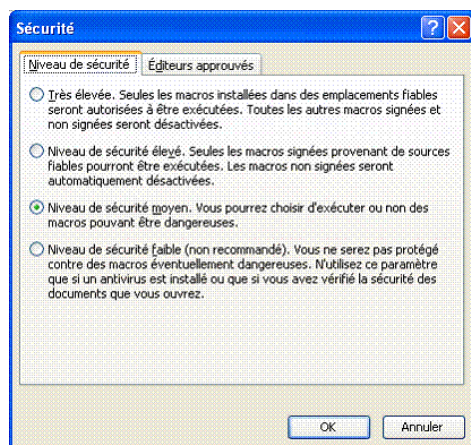 Sécurité
Niveau de sécurité
Éditeurs approuvés
Très élevée. Seules les macros installées dans des emplacements fiables
seront autorisées à être exécutées. Toutes les autres macros signées et
non signées seront désactivées.
Niveau de sécurité élevé. Seules les macros signées provenant de sources
fiables pourront être exécutées. Les macros non signées seront
automatiquement désactivées.
Niveau de sécurité moyen. Vous pourrez choisir d'exécuter ou non des
macros pouvant être dangereuses.
Niveau de sécurité faible (non recommandé). Vous ne serez pas protégé
contre des macros éventuellement dangereuses. N'utilisez ce paramètre
que si un antivirus est installé ou que si vous avez vérifié la sécurité des
documents que vous ouvrez.
OK
Annuler